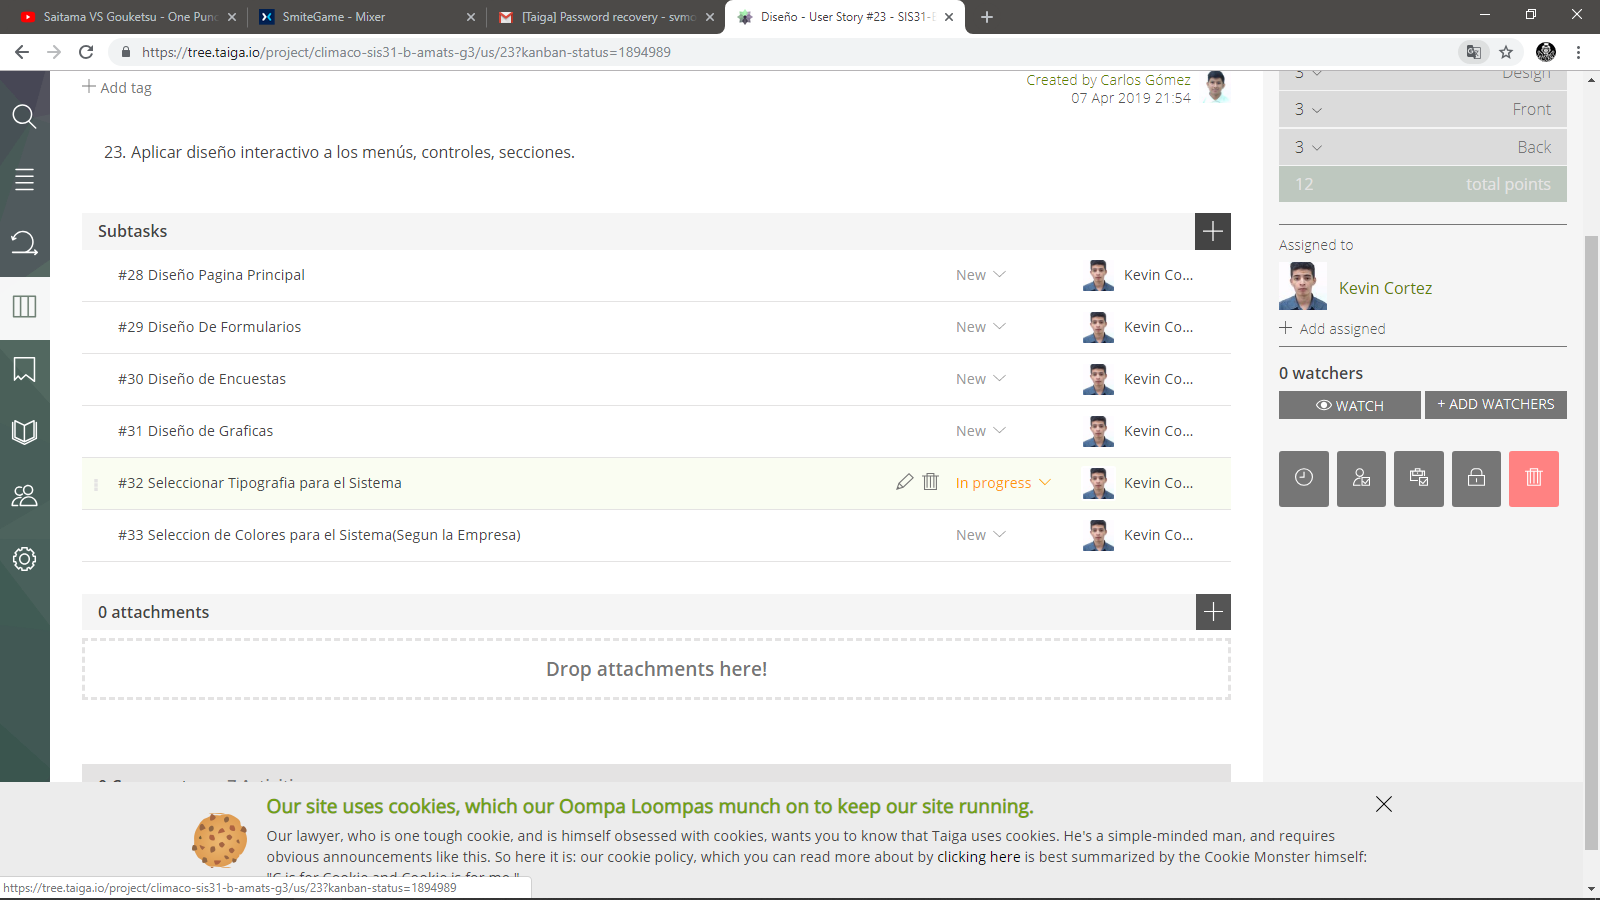 Saitama VS Gouketsu - One Punc
SmiteGame - Mixer
[Taiga] Password recovery - svmo
Diseño - User Story #23 - SIS31-
https://tree.taiga.io/project/climaco-sis31-b-amats-g3/us/23?kanban-status=1894989
+ Add tag
Created by Carlos Gómez
07 Apr 2019 21:54
23. Aplicar diseño interactivo a los menús, controles, secciones.
3 Design
3 Front
3 Back
12 total points
Subtasks
#28 Diseño Pagina Principal New Kevin Co...
#29 Diseño De Formularios New Kevin Co...
#30 Diseño de Encuestas New Kevin Co...
#31 Diseño de Graficas New Kevin Co...
#32 Seleccionar Tipografia para el Sistema In progress Kevin Co...
#33 Seleccion de Colores para el Sistema(Segun la Empresa) New Kevin Co...
Assigned to
Kevin Cortez
+ Add assigned
0 watchers
WATCH
+ ADD WATCHERS
0 attachments
Drop attachments here!
Our site uses cookies, which our Oompa Loompas munch on to keep our site running.
Our lawyer, who is one tough cookie, and is himself obsessed with cookies, wants you to know that Taiga uses cookies. He's a simple-minded man, and requires
obvious announcements like this. So here it is: our cookie policy, which you can read more about by clicking here is best summarized by the Cookie Monster himself:
"C is for Cookie and Cookie is for me."
https://tree.taiga.io/project/climaco-sis31-b-amats-g3/us/23?kanban-status=1894989